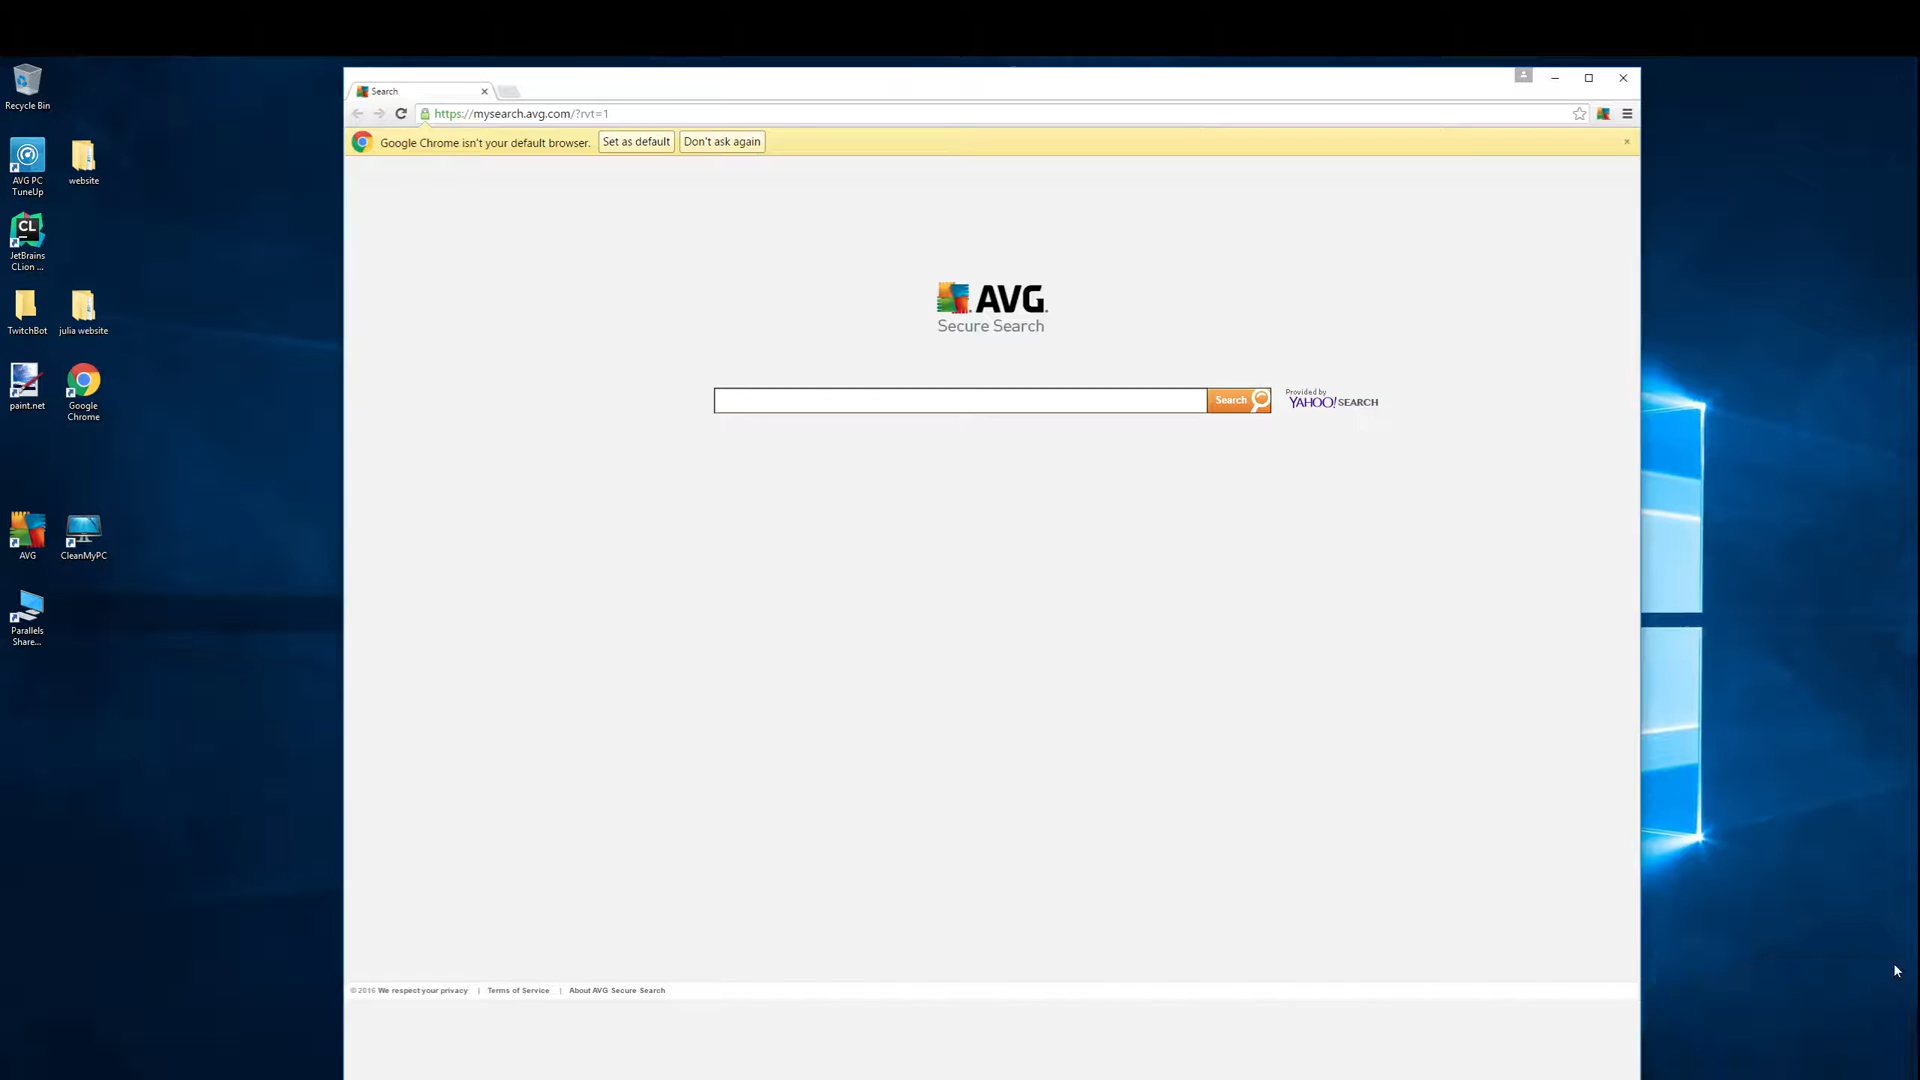 Recycle Bin
AVG PC
TuneUp
website
JetBrains
CLion ...
CL
TwitchBot
julia website
paint.net
Google
Chrome
AVG
CleanMyPC
Parallels
Share...
Search
https://mysearch.avg.com/?rvt=1
Google Chrome isn't your default browser. Set as default Don't ask again
AVG.
Secure Search
Search
Provided by
YAHOO! SEARCH
© 2016 We respect your privacy | Terms of Service | About AVG Secure Search